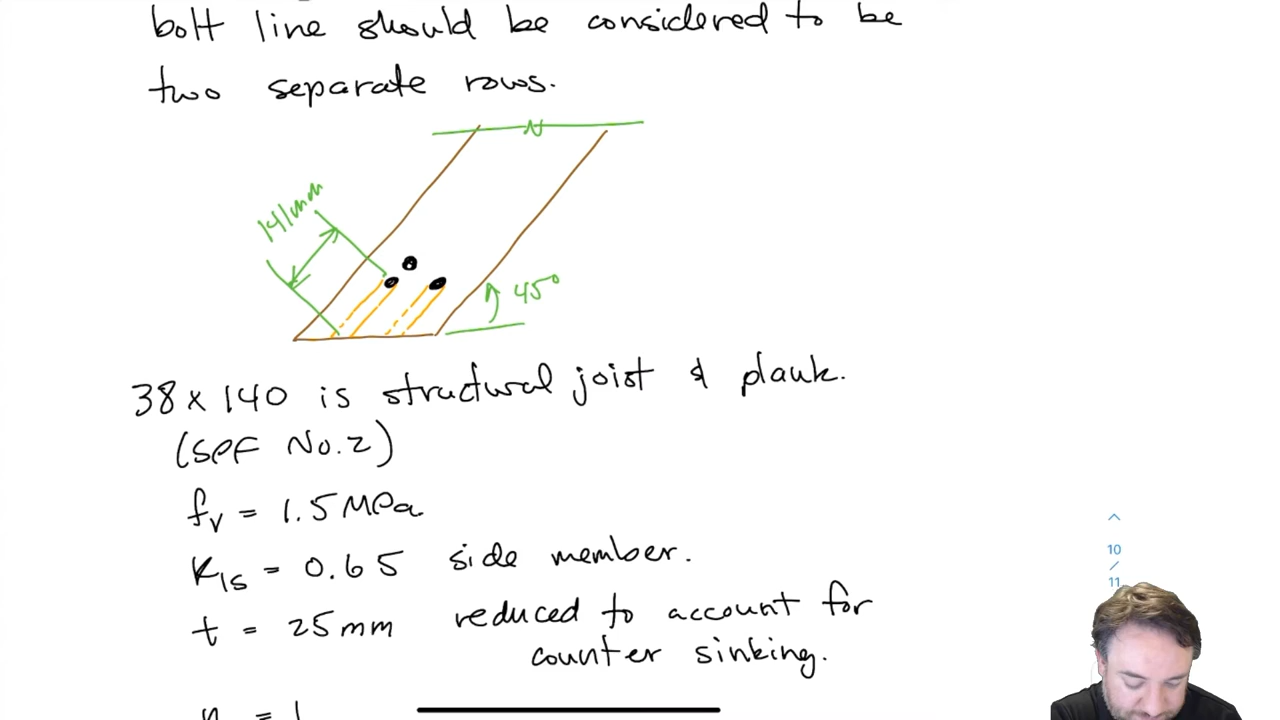 bolt line should be considered to be
two separate rows.
N
141mm
45°
38 x 140 is structural joist & plank.
(SPF No.2)
fv = 1.5 MPa
K1s = 0.65 side member.
t = 25mm reduced to account for
counter sinking.
10
/
11
= 1